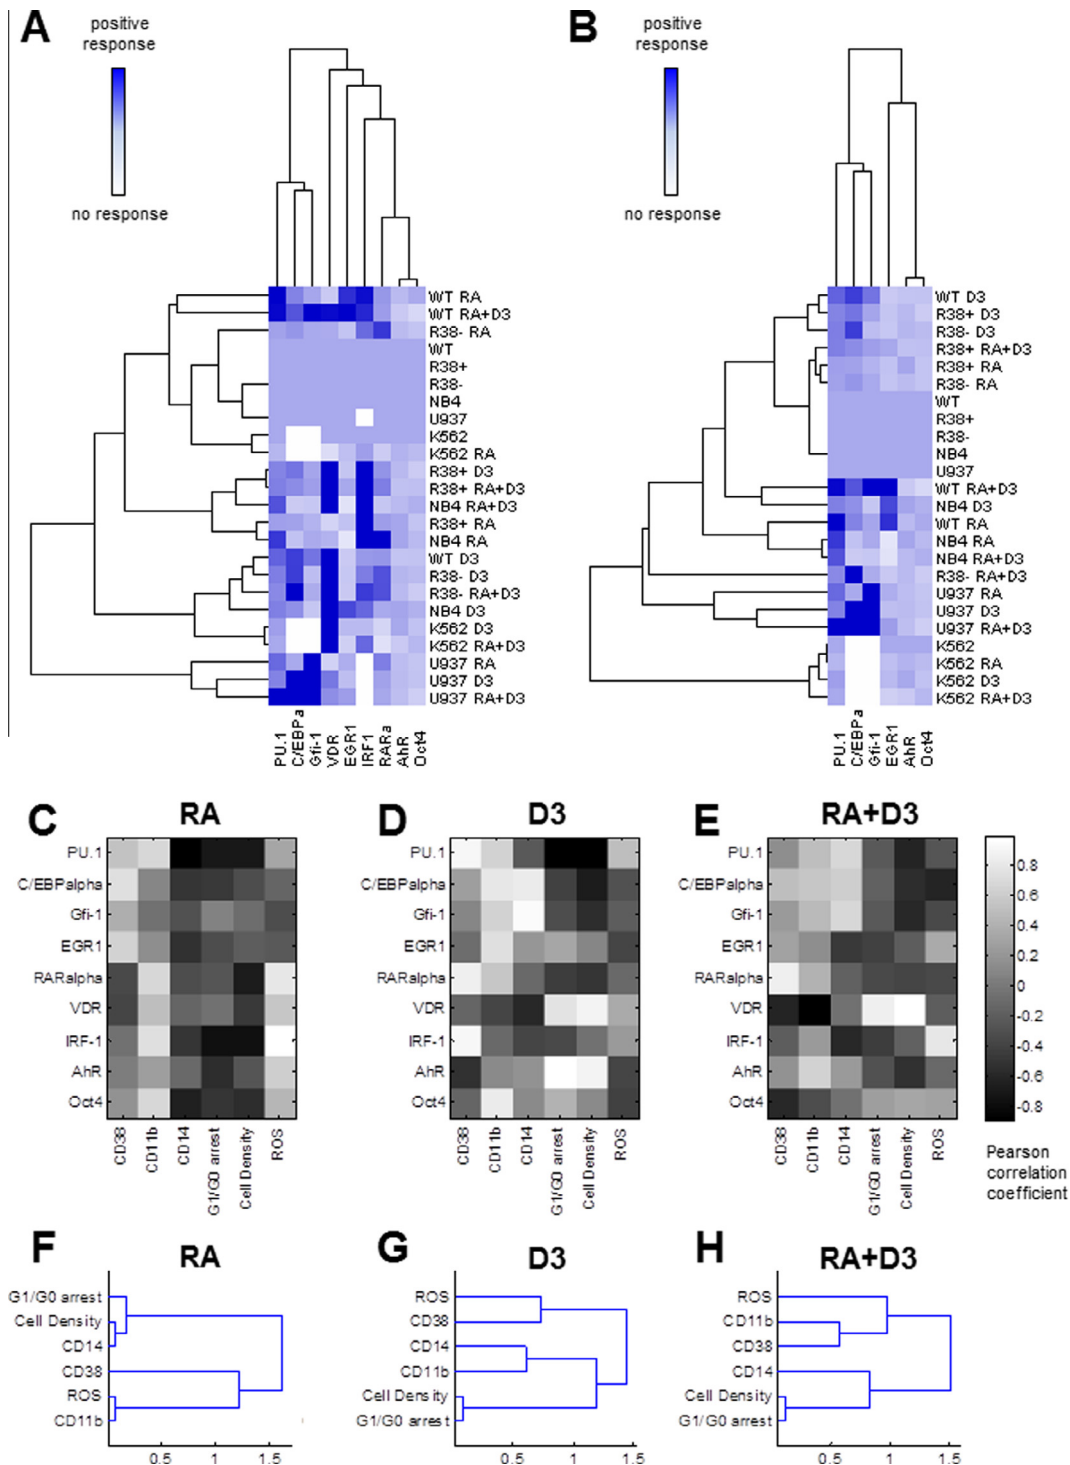 A
positive
response
no response
WT RA
WT RA+D3
R38- RA
WT
R38+
R38-
NB4
U937
K562
K562 RA
R38+ D3
R38+ RA+D3
NB4 RA+D3
R38+ RA
NB4 RA
WT D3
R38- D3
R38- RA+D3
NB4 D3
K562 D3
K562 RA+D3
U937 RA
U937 D3
U937 RA+D3
PU.1
C/EBPa
Gfi-1
VDR
EGR1
IRF1
RARa
AhR
Oct4
B
positive
response
no response
WT D3
R38+ D3
R38- D3
R38+ RA+D3
R38+ RA
R38- RA
WT
R38+
R38-
NB4
U937
WT RA+D3
NB4 D3
WT RA
NB4 RA
NB4 RA+D3
R38- RA+D3
U937 RA
U937 D3
U937 RA+D3
K562
K562 RA
K562 D3
K562 RA+D3
PU.1
C/EBPa
Gfi-1
EGR1
AhR
Oct4
C
RA
PU.1
C/EBPalpha
Gfi-1
EGR1
RARalpha
VDR
IRF-1
AhR
Oct4
CD38
CD11b
CD14
G1/G0 arrest
Cell Density
ROS
D
D3
PU.1
C/EBPalpha
Gfi-1
EGR1
RARalpha
VDR
IRF-1
AhR
Oct4
CD38
CD11b
CD14
G1/G0 arrest
Cell Density
ROS
E
RA+D3
PU.1
C/EBPalpha
Gfi-1
EGR1
RARalpha
VDR
IRF-1
AhR
Oct4
CD38
CD11b
CD14
G1/G0 arrest
Cell Density
ROS
0.8
0.6
0.4
0.2
0
-0.2
-0.4
-0.6
-0.8
Pearson
correlation
coefficient
F
RA
G1/G0 arrest
Cell Density
CD14
CD38
ROS
CD11b
0.5
1
1.5
G
D3
ROS
CD38
CD14
CD11b
Cell Density
G1/G0 arrest
0.5
1
1.5
H
RA+D3
ROS
CD11b
CD38
CD14
Cell Density
G1/G0 arrest
0.5
1
1.5